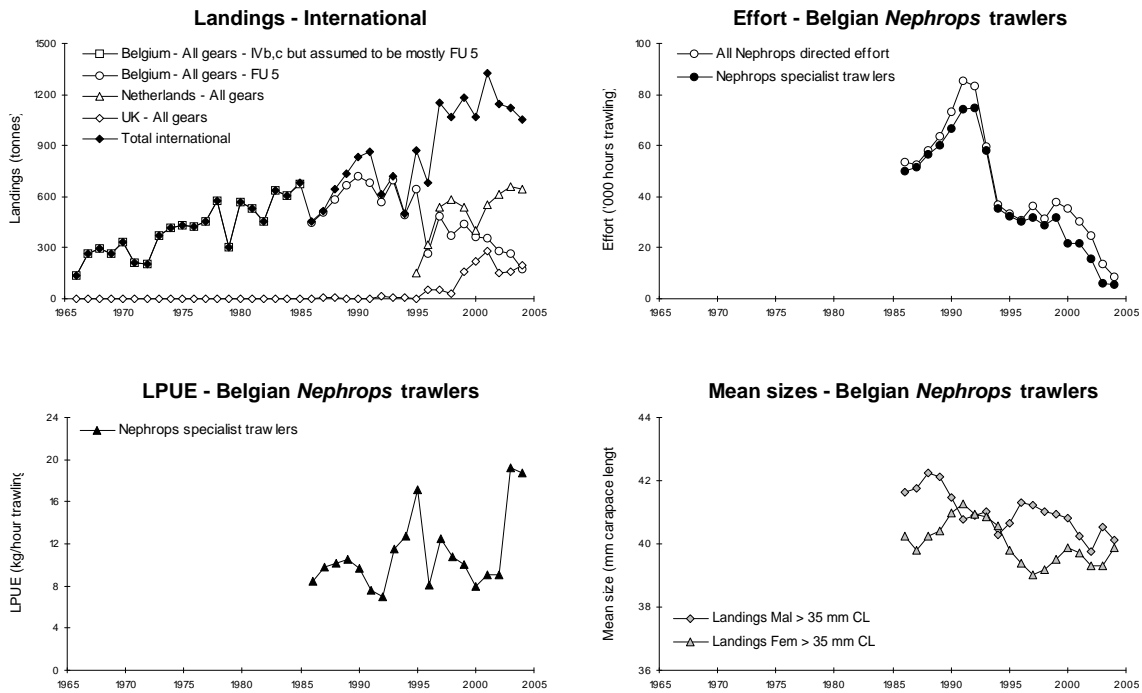 Landings - International
1500
1200
900
600
300
0
Landings (tonnes)
Belgium - All gears - IVb,c but assumed to be mostly FU 5
Belgium - All gears - FU 5
Netherlands - All gears
UK - All gears
Total international
1965 1970 1975 1980 1985 1990 1995 2000 2005
Effort - Belgian Nephrops trawlers
100
80
60
40
20
0
Effort ('000 hours trawling)
All Nephrops directed effort
Nephrops specialist trawlers
1965 1970 1975 1980 1985 1990 1995 2000 2005
LPUE - Belgian Nephrops trawlers
24
20
16
12
8
4
0
LPUE (kg/hour trawling
Nephrops specialist trawlers
1965 1970 1975 1980 1985 1990 1995 2000 2005
Mean sizes - Belgian Nephrops trawlers
44
42
40
38
36
Mean size (mm carapace lengt
Landings Mal > 35 mm CL
Landings Fem > 35 mm CL
1965 1970 1975 1980 1985 1990 1995 2000 2005